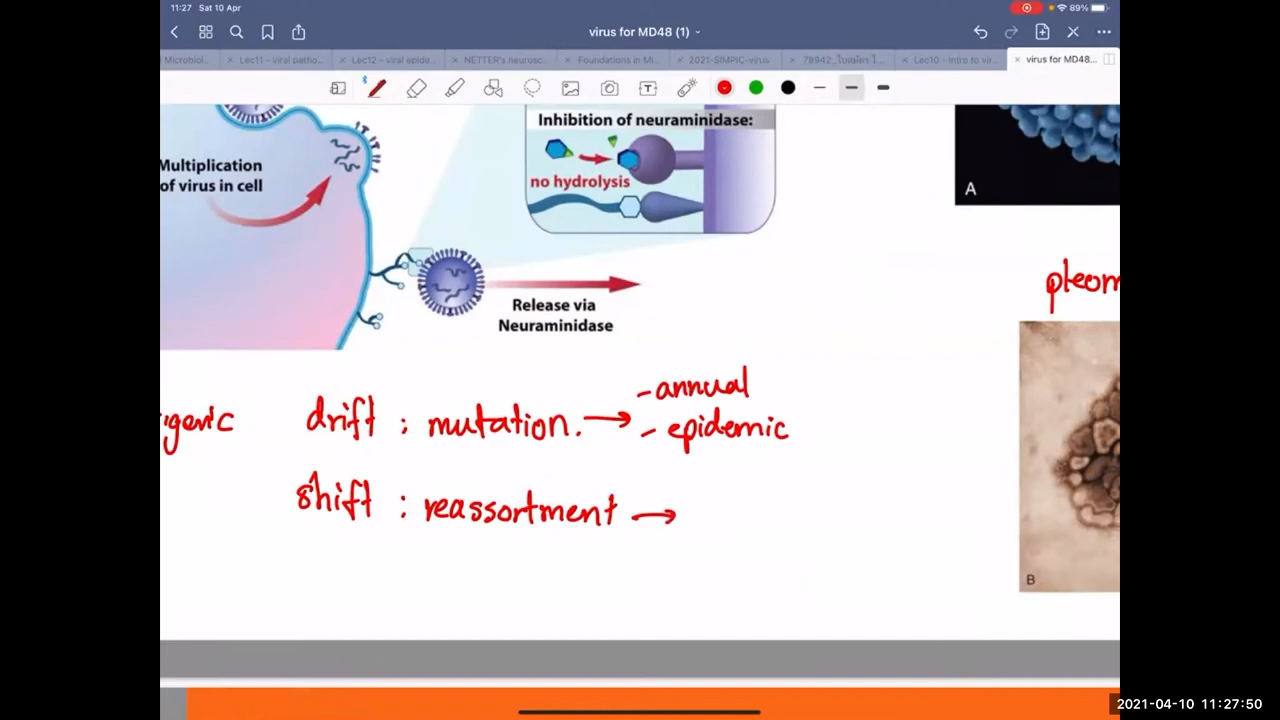 11:27 Sat 10 Apr
89%
virus for MD48 (1)
Microbiol...
Lec11 - viral patho...
Lec12 - viral epide...
NETTER's neurosc...
Foundations in Mi...
2021-SIMPIC-virus
Lec10 - Intro to vir...
virus for MD48...
Inhibition of neuraminidase:
no hydrolysis
Multiplication
of virus in cell
A
Release via
Neuraminidase
pleom
- annual
igenic drift : mutation. →
- epidemic
shift : reassortment →
B
2021-04-10 11:27:50